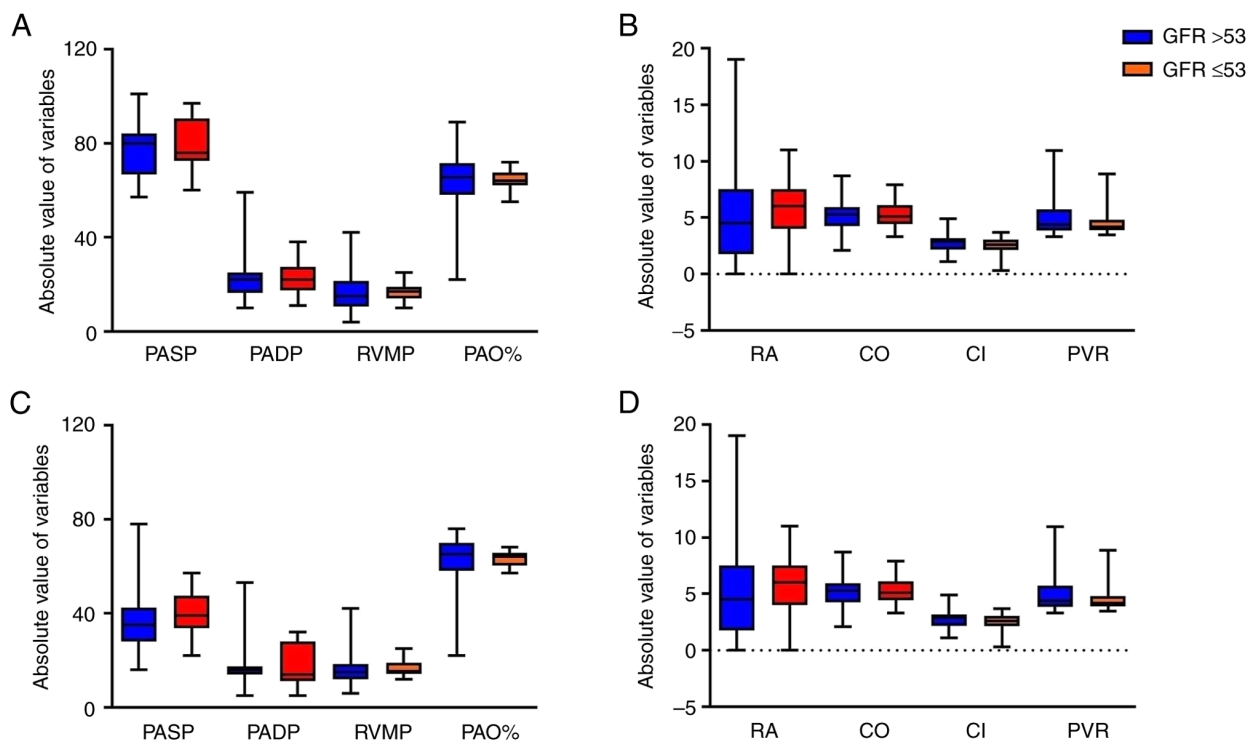 A
Absolute value of variables
120
80
40
0
PASP PADP RVMP PAO%
B
Absolute value of variables
20
15
10
5
0
–5
RA CO CI PVR
GFR >53
GFR ≤53
C
Absolute value of variables
120
80
40
0
PASP PADP RVMP PAO%
D
Absolute value of variables
20
15
10
5
0
–5
RA CO CI PVR